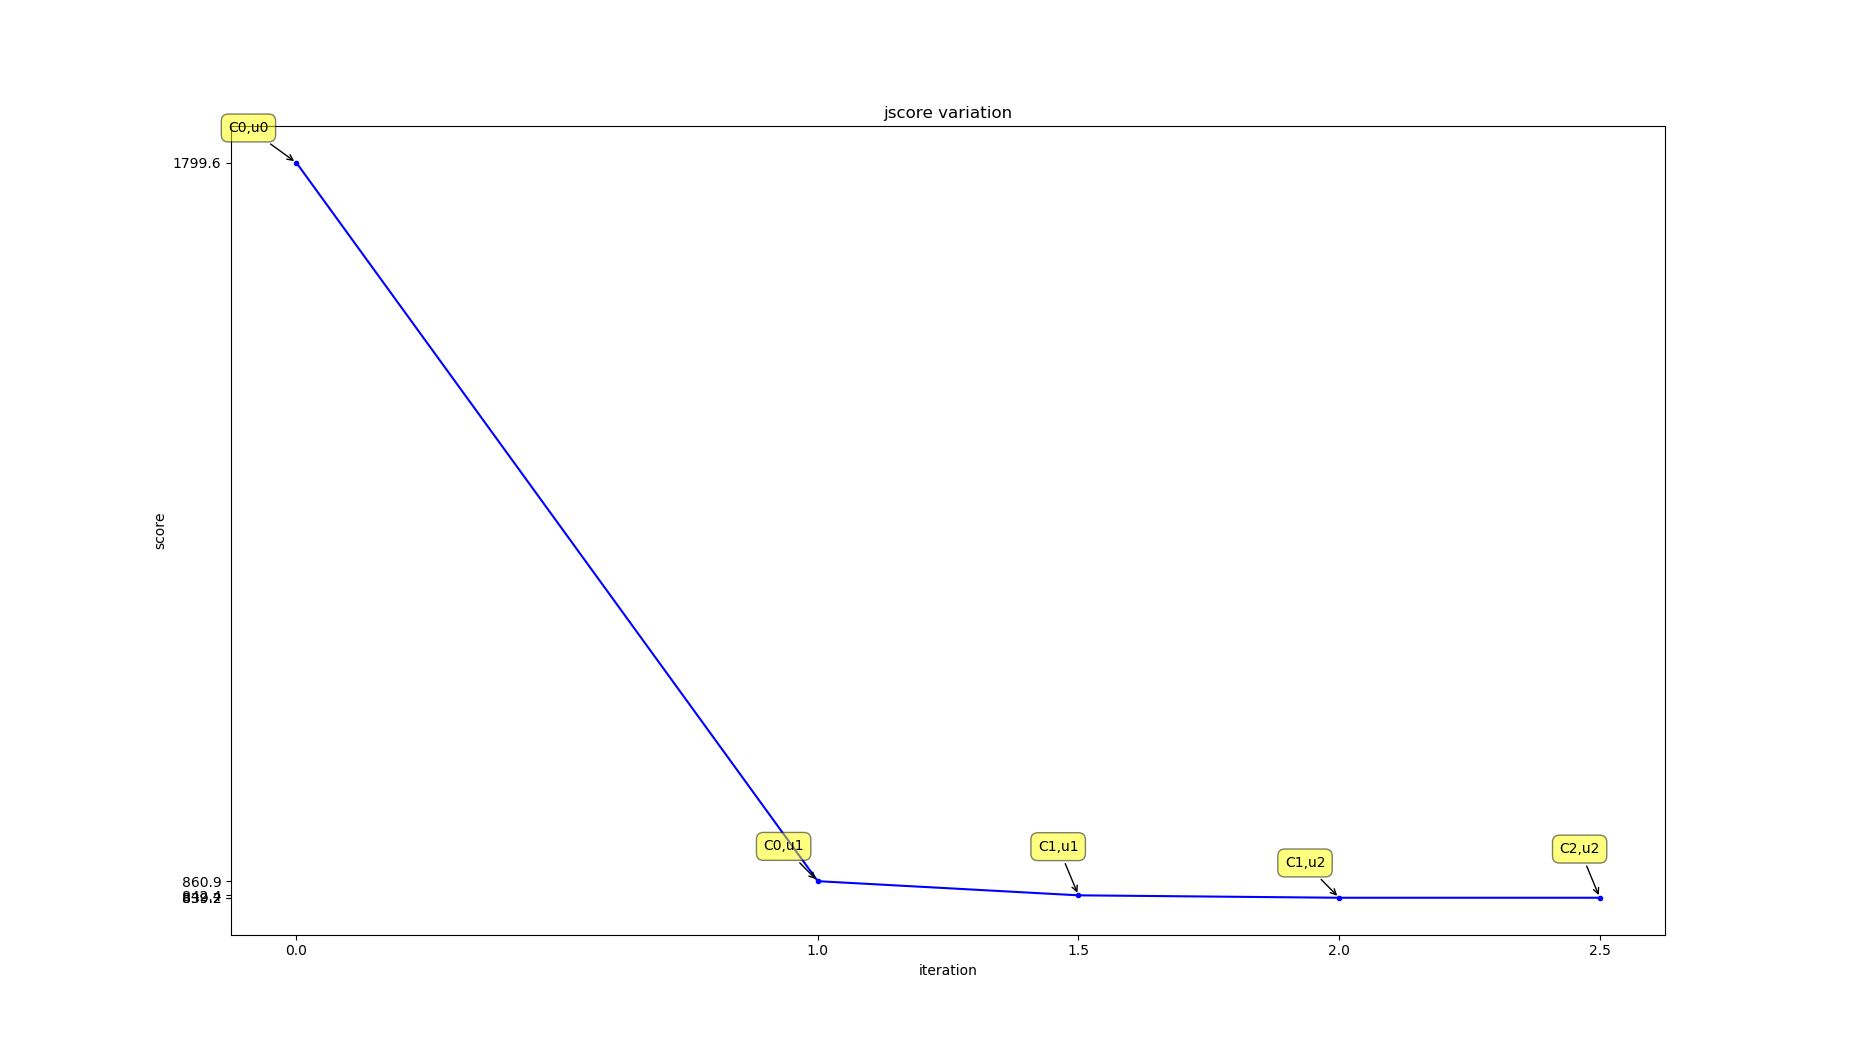 jscore variation
C0,u0
1799.6
score
C0,u1
C1,u1
C1,u2
C2,u2
860.9
0.0
1.0
1.5
2.0
2.5
iteration